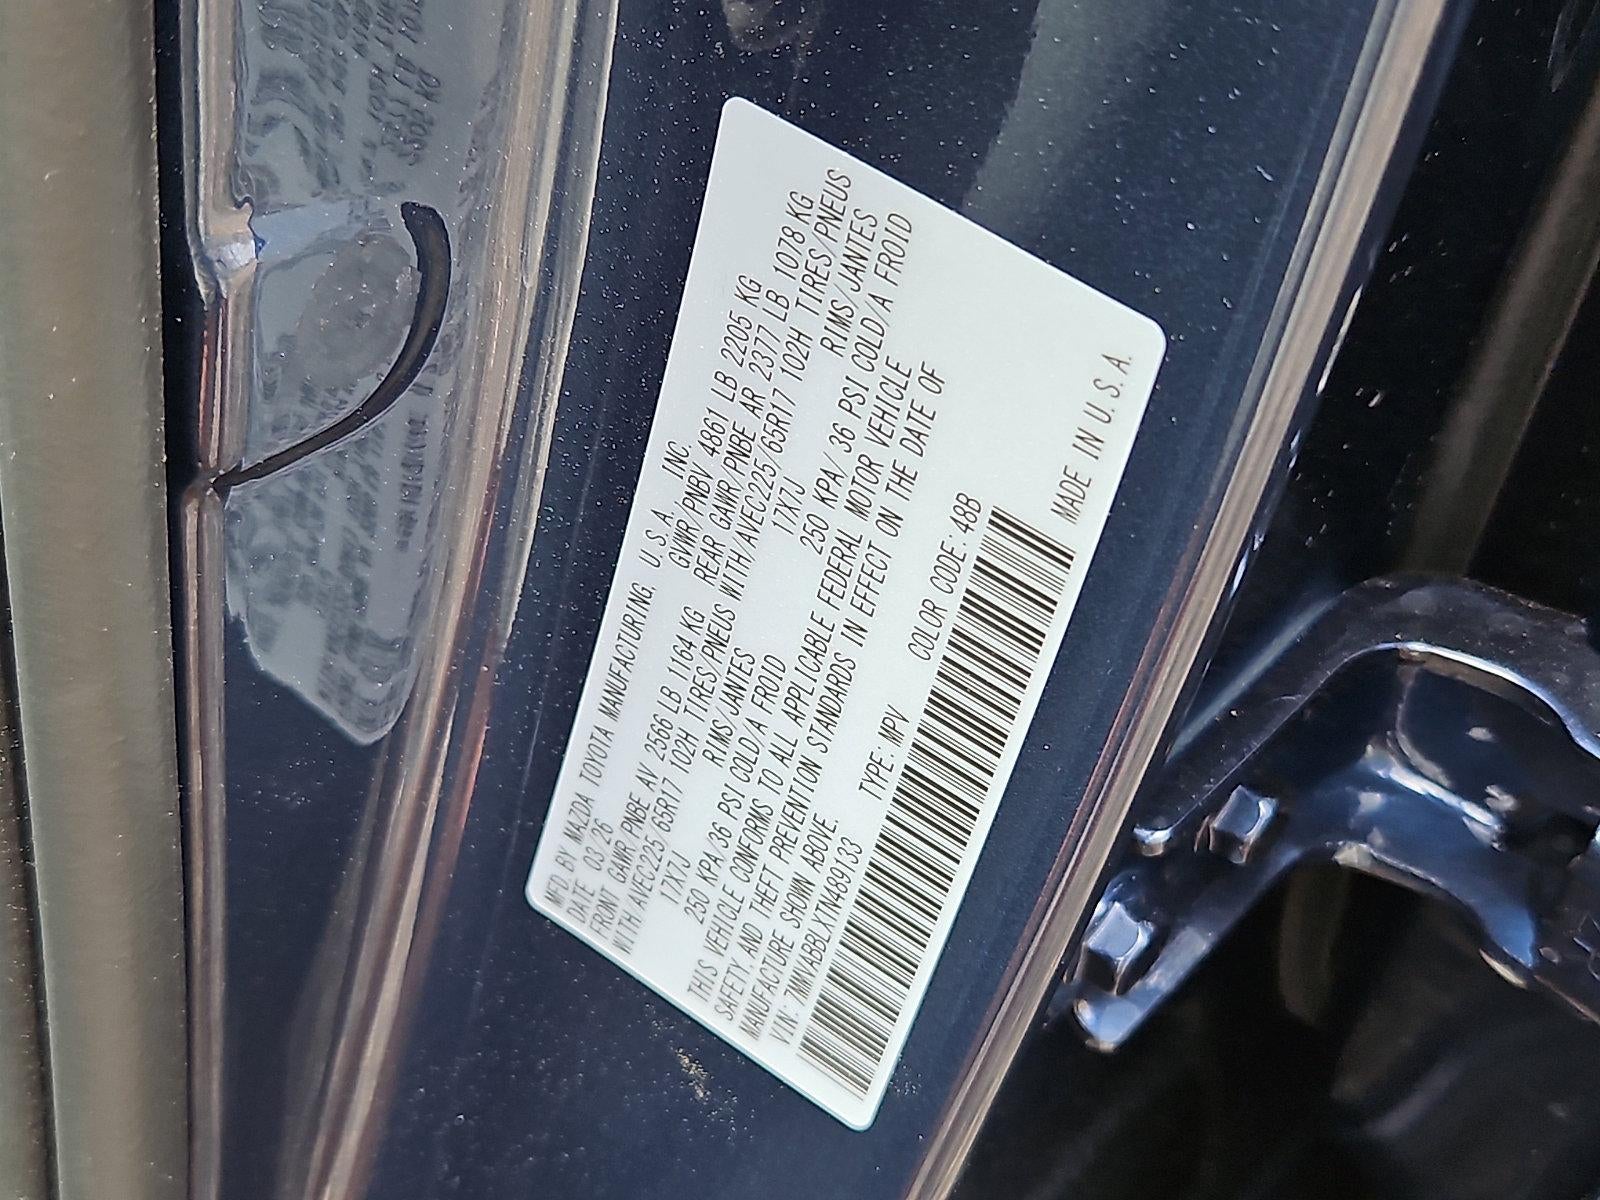 MFD. BY MAZDA TOYOTA MANUFACTURING, U.S.A., INC.
DATE 03/26 GVWR/PNBV 4861 LB 2205 KG
FRONT GAWR/PNBE AV 2566 LB 1164 KG REAR GAWR/PNBE AR 2377 LB 1078 KG
WITH/AVEC225/65R17 102H TIRES/PNEUS WITH/AVEC225/65R17 102H TIRES/PNEUS
17X7J RIMS/JANTES 17X7J RIMS/JANTES
250 KPA/36 PSI COLD/A FROID 250 KPA/36 PSI COLD/A FROID
THIS VEHICLE CONFORMS TO ALL APPLICABLE FEDERAL MOTOR VEHICLE
SAFETY, AND THEFT PREVENTION STANDARDS IN EFFECT ON THE DATE OF
MANUFACTURE SHOWN ABOVE.
VIN: 7MMVABBLXTN489133 TYPE: MPV COLOR CODE: 48B
MADE IN U.S.A.